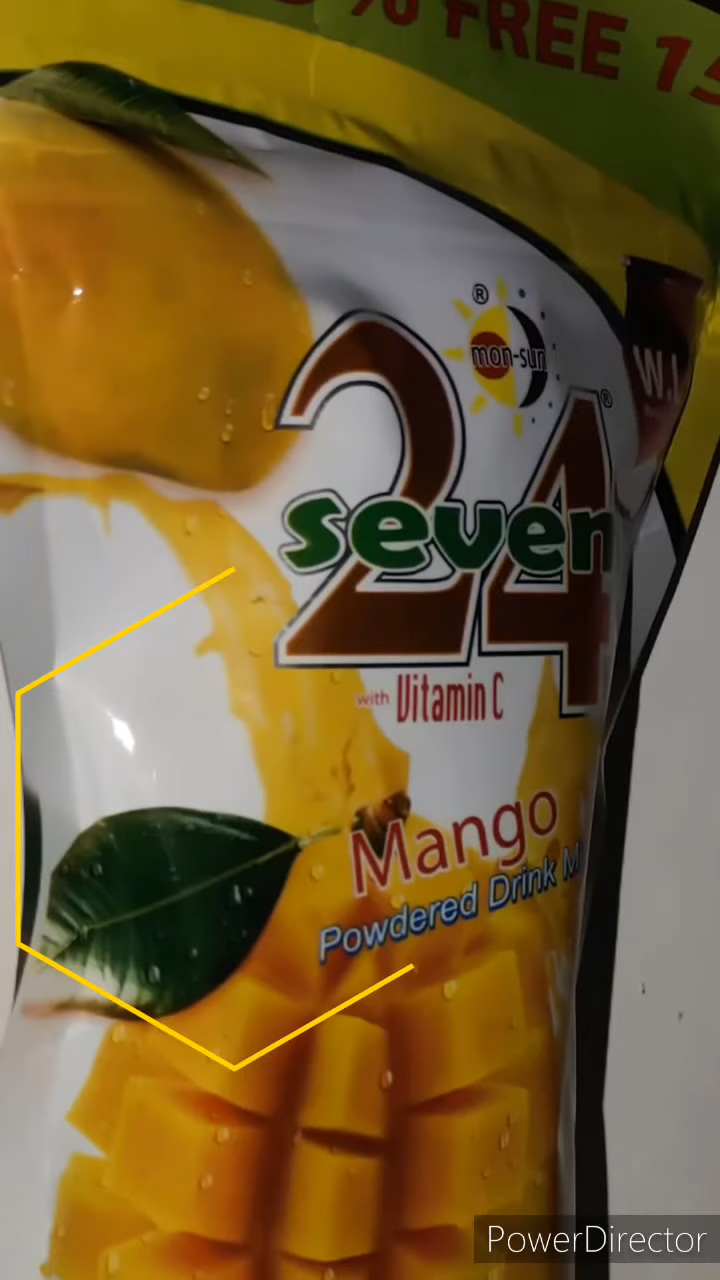 % FREE 15
®
mon-sun
W.I
24®
seven
with Vitamin C
Mango
Powdered Drink M
PowerDirector